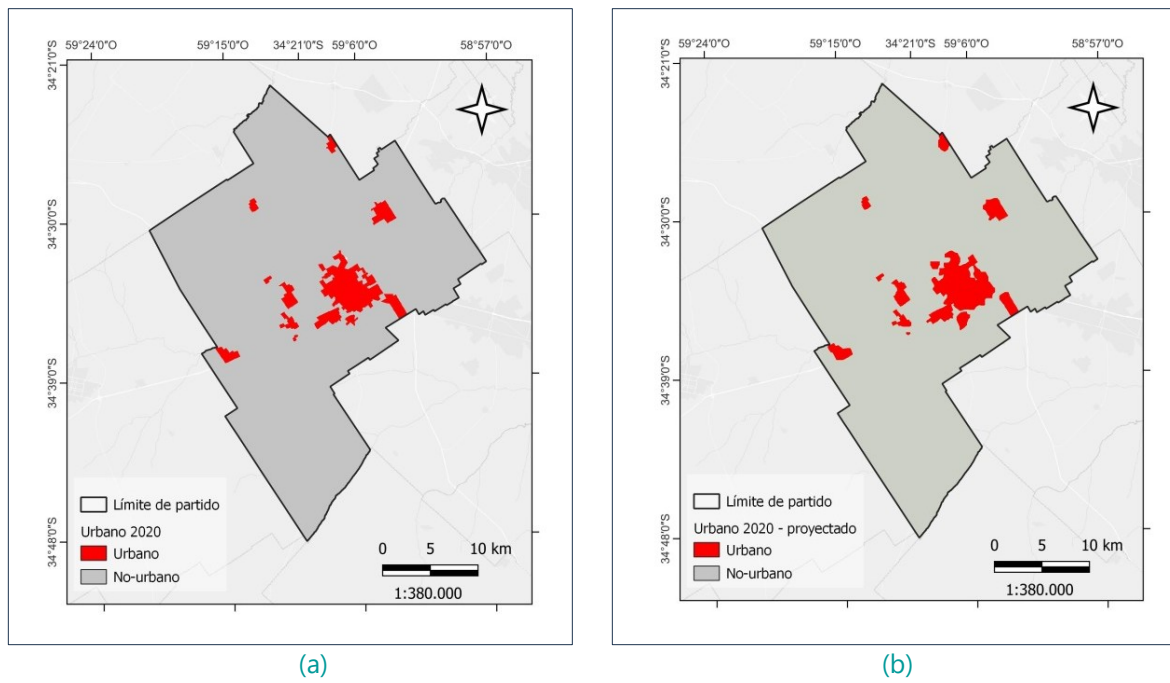 59°24'0"O 59°15'0"O 34°21'0"S 59°6'0"O 58°57'0"O
34°21'0"S
34°30'0"S
34°39'0"S
34°48'0"S
Límite de partido
Urbano 2020
Urbano
No-urbano
0 5 10 km
1:380.000
(a)
59°24'0"O 59°15'0"O 34°21'0"S 59°6'0"O 58°57'0"O
34°21'0"S
34°30'0"S
34°39'0"S
34°48'0"S
Límite de partido
Urbano 2020 - proyectado
Urbano
No-urbano
0 5 10 km
1:380.000
(b)